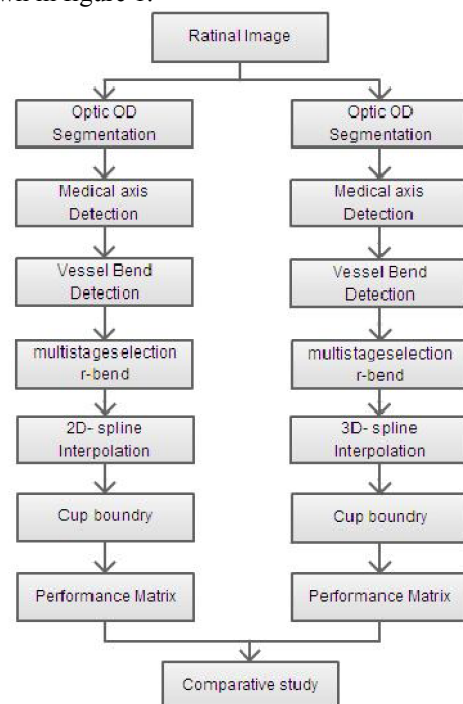 wn in figure 1.
Ratinal Image
Optic OD
Segmentation
Medical axis
Detection
Vessel Bend
Detection
multistageselection
r-bend
2D- spline
Interpolation
Cup boundry
Performance Matrix
Optic OD
Segmentation
Medical axis
Detection
Vessel Bend
Detection
multistageselection
r-bend
3D- spline
Interpolation
Cup boundry
Performance Matrix
Comparative study